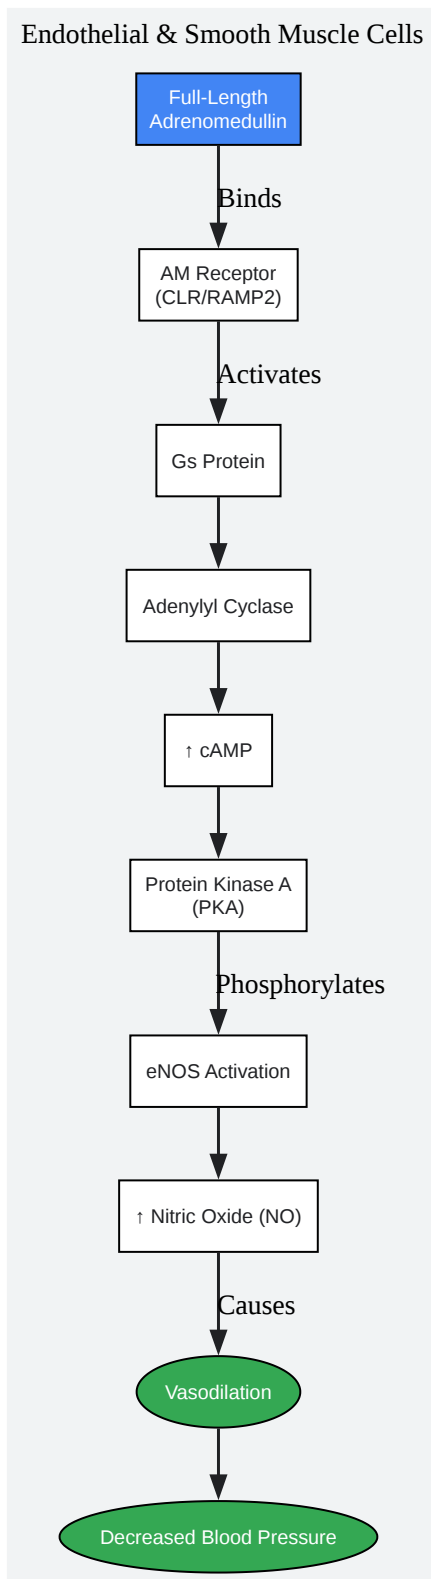 Endothelial & Smooth Muscle Cells
Full-Length
Adrenomedullin
Binds
AM Receptor
(CLR/RAMP2)
Activates
Gs Protein
Adenylyl Cyclase
↑ cAMP
Protein Kinase A
(PKA)
Phosphorylates
eNOS Activation
↑ Nitric Oxide (NO)
Causes
Vasodilation
Decreased Blood Pressure